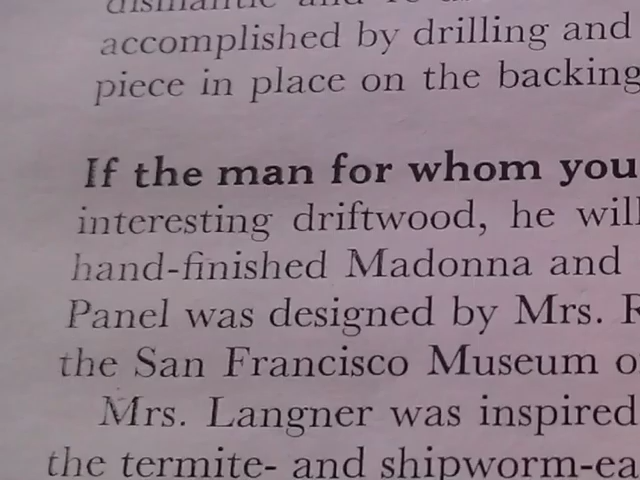 dismantle and
accomplished by drilling and
piece in place on the backing
If the man for whom you
interesting driftwood, he will
hand-finished Madonna and
Panel was designed by Mrs. R
the San Francisco Museum o
Mrs. Langner was inspired
the termite- and shipworm-ea